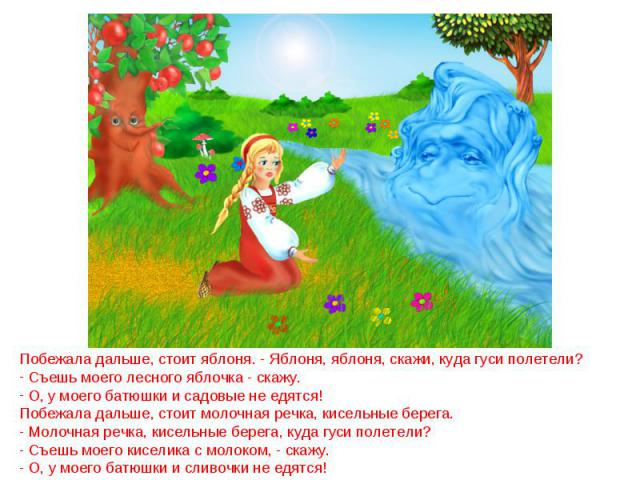 Побежала дальше, стоит яблоня. - Яблоня, яблоня, скажи, куда гуси полетели?
- Съешь моего лесного яблочка - скажу.
- О, у моего батюшки и садовые не едятся!
Побежала дальше, стоит молочная речка, кисельные берега.
- Молочная речка, кисельные берега, куда гуси полетели?
- Съешь моего киселика с молоком, - скажу.
- О, у моего батюшки и сливочки не едятся!